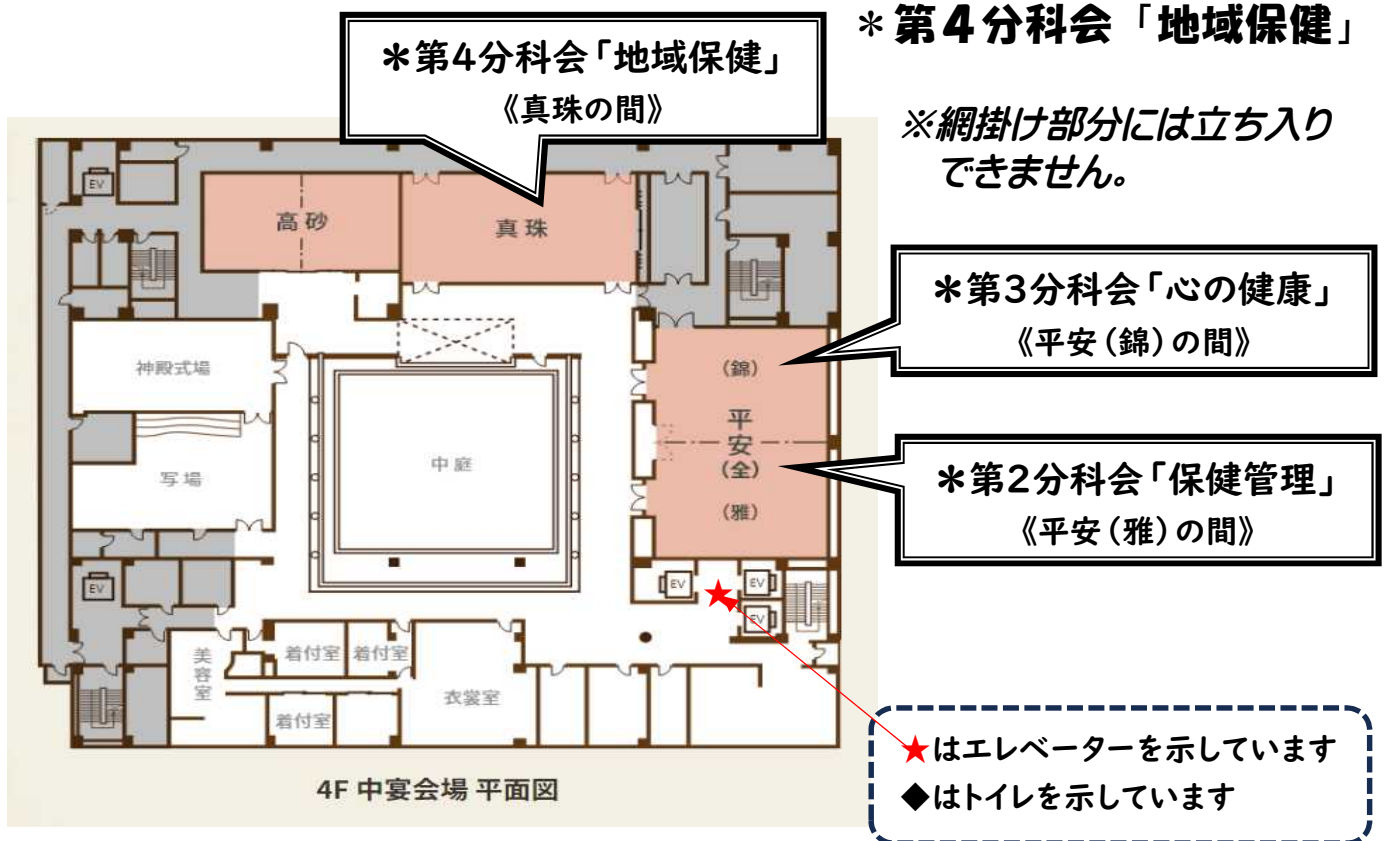 ＊第４分科会「地域保健」
＊第4分科会「地域保健」
《真珠の間》
※網掛け部分には立ち入り
できません。
EV
高砂
真珠
＊第3分科会「心の健康」
《平安（錦）の間》
神殿式場
（錦）
平
安
（全）
（雅）
中庭
写場
＊第2分科会「保健管理」
《平安（雅）の間》
EV
EV
★
EV
EV
美容室
着付室
着付室
衣裳室
着付室
4F 中宴会場 平面図
★はエレベーターを示しています
◆はトイレを示しています